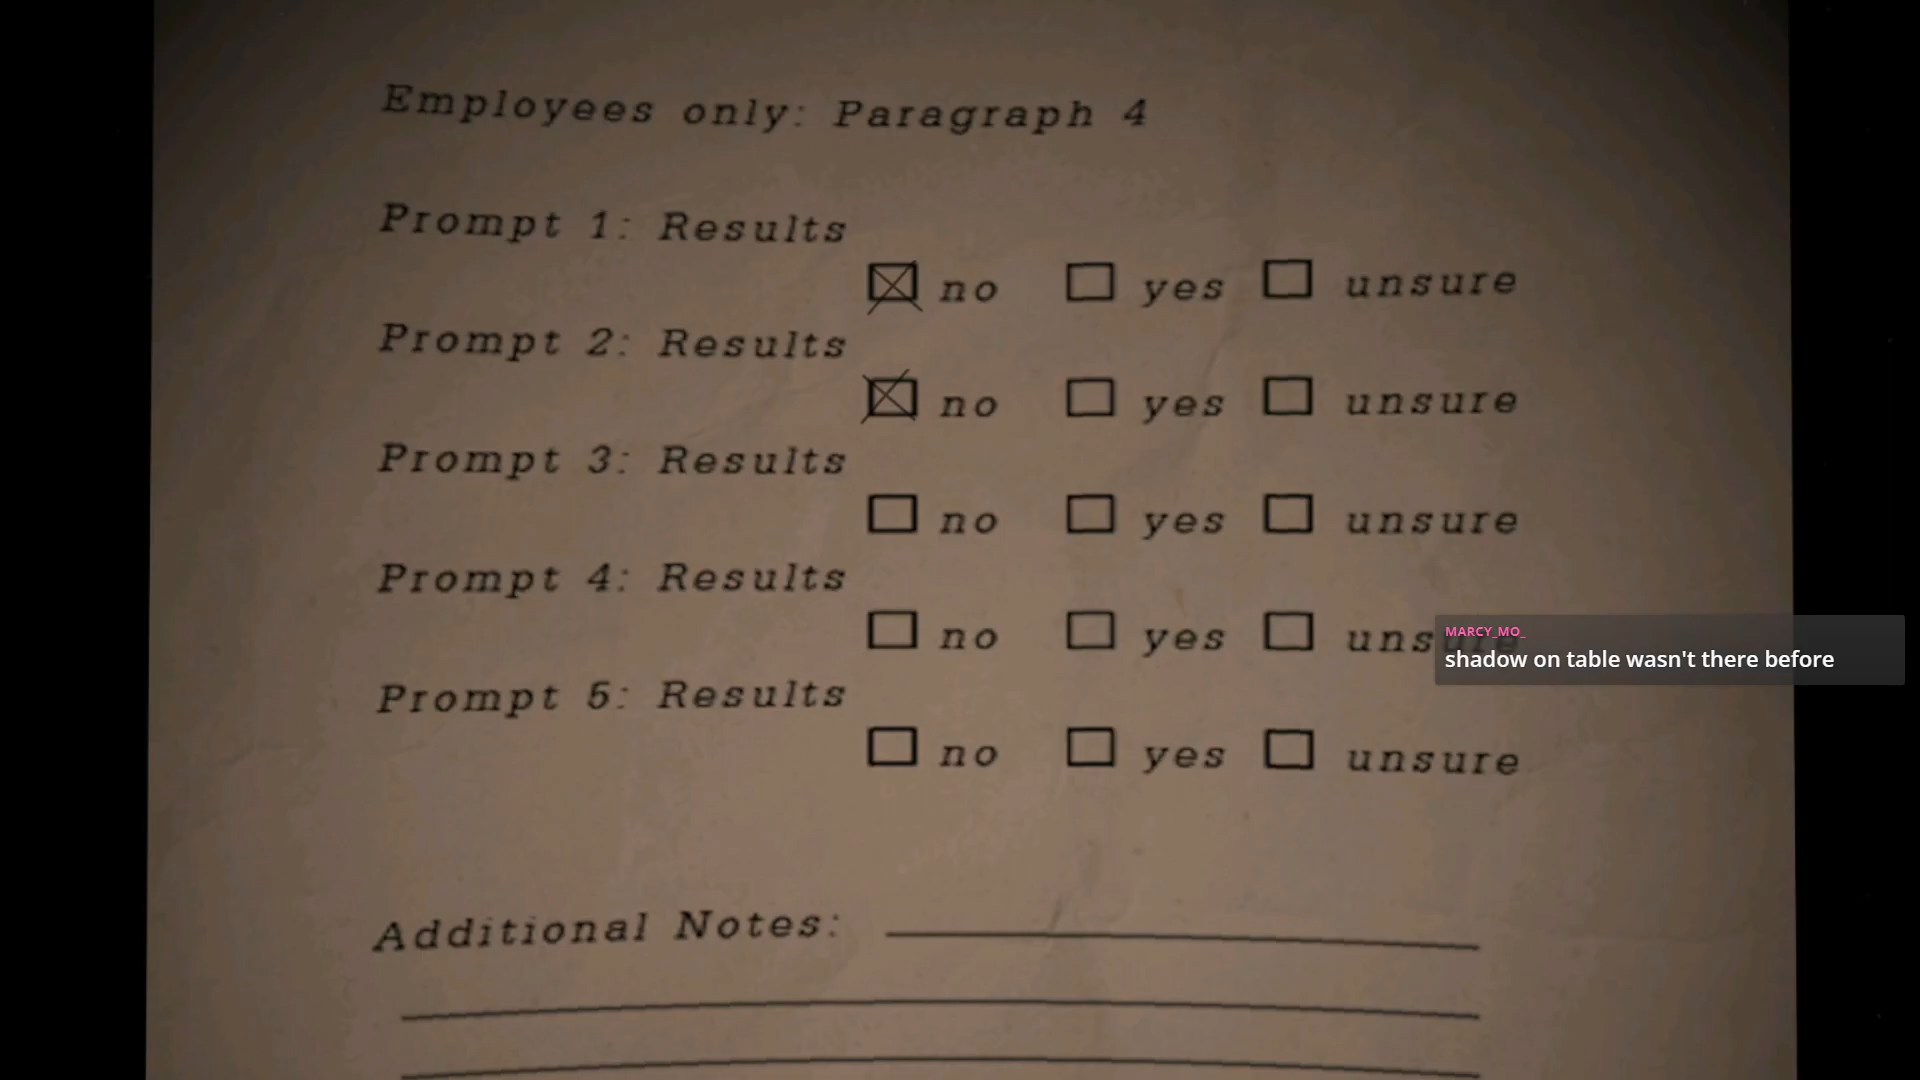 Employees only: Paragraph 4
Prompt 1: Results
no yes unsure
Prompt 2: Results
no yes unsure
Prompt 3: Results
no yes unsure
Prompt 4: Results
no yes unsure
MARCY_MO_
shadow on table wasn't there before
Prompt 5: Results
no yes unsure
Additional Notes: